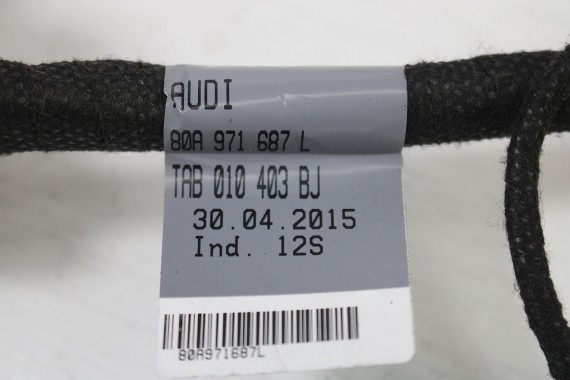 AUDI
80A 971 687 L
TAB 010 403 BJ
30.04.2015
Ind. 12S
80A971687L